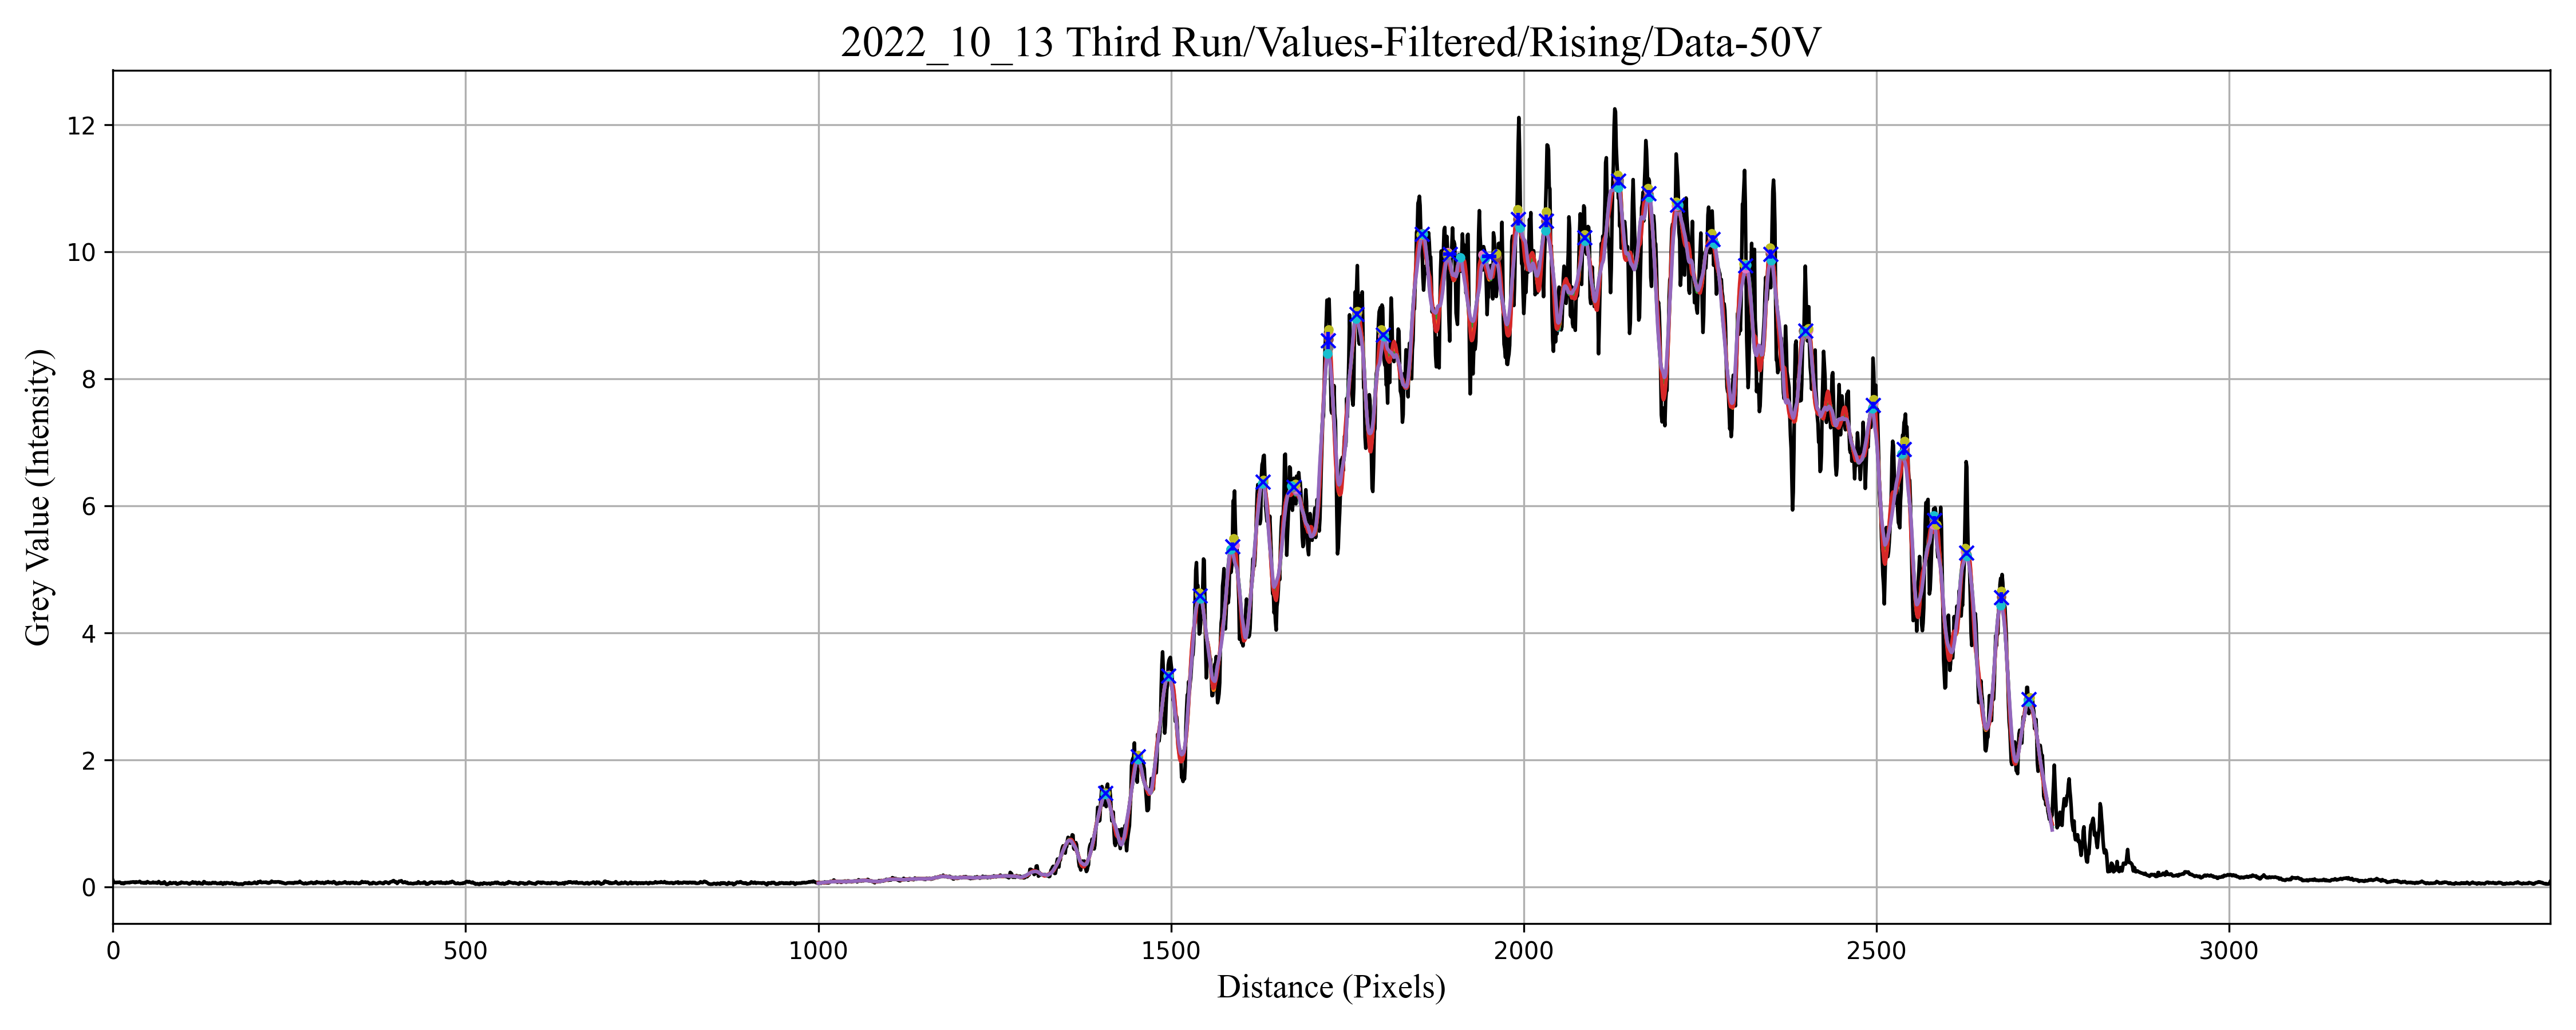 2022_10_13 Third Run/Values-Filtered/Rising/Data-50V
Grey Value (Intensity)
12
10
8
6
4
2
0
0 500 1000 1500 2000 2500 3000
Distance (Pixels)